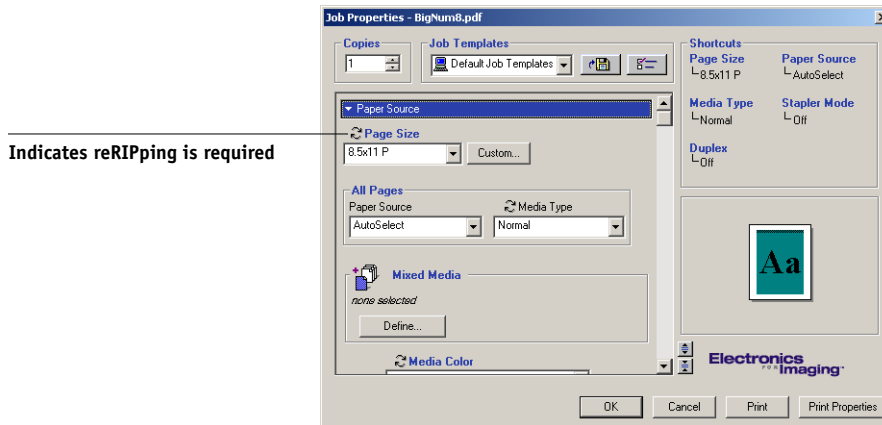 Job Properties - BigNum8.pdf
Copies
1
Job Templates
Default Job Templates
Shortcuts
Page Size
8.5x11 P
Paper Source
AutoSelect
Media Type
Normal
Stapler Mode
Off
Duplex
Off
Paper Source
Indicates reRIPping is required
Page Size
8.5x11 P
Custom...
All Pages
Paper Source
AutoSelect
Media Type
Normal
Mixed Media
none selected
Define...
Media Color
Aa
Electronics
FOR Imaging
OK
Cancel
Print
Print Properties